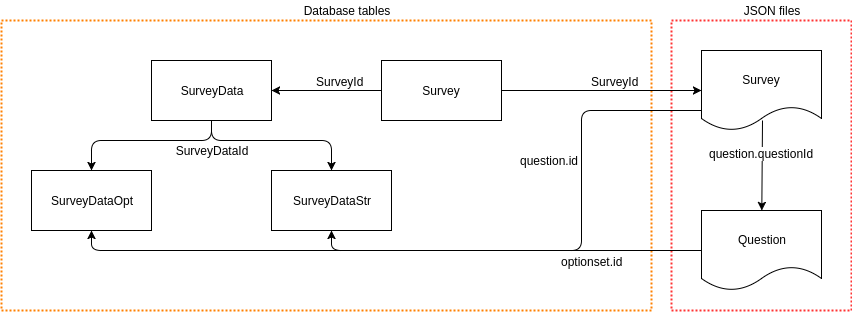 Database tables
JSON files
SurveyData
SurveyId
Survey
SurveyId
Survey
SurveyDataId
question.id
question.questionId
SurveyDataOpt
SurveyDataStr
Question
optionset.id